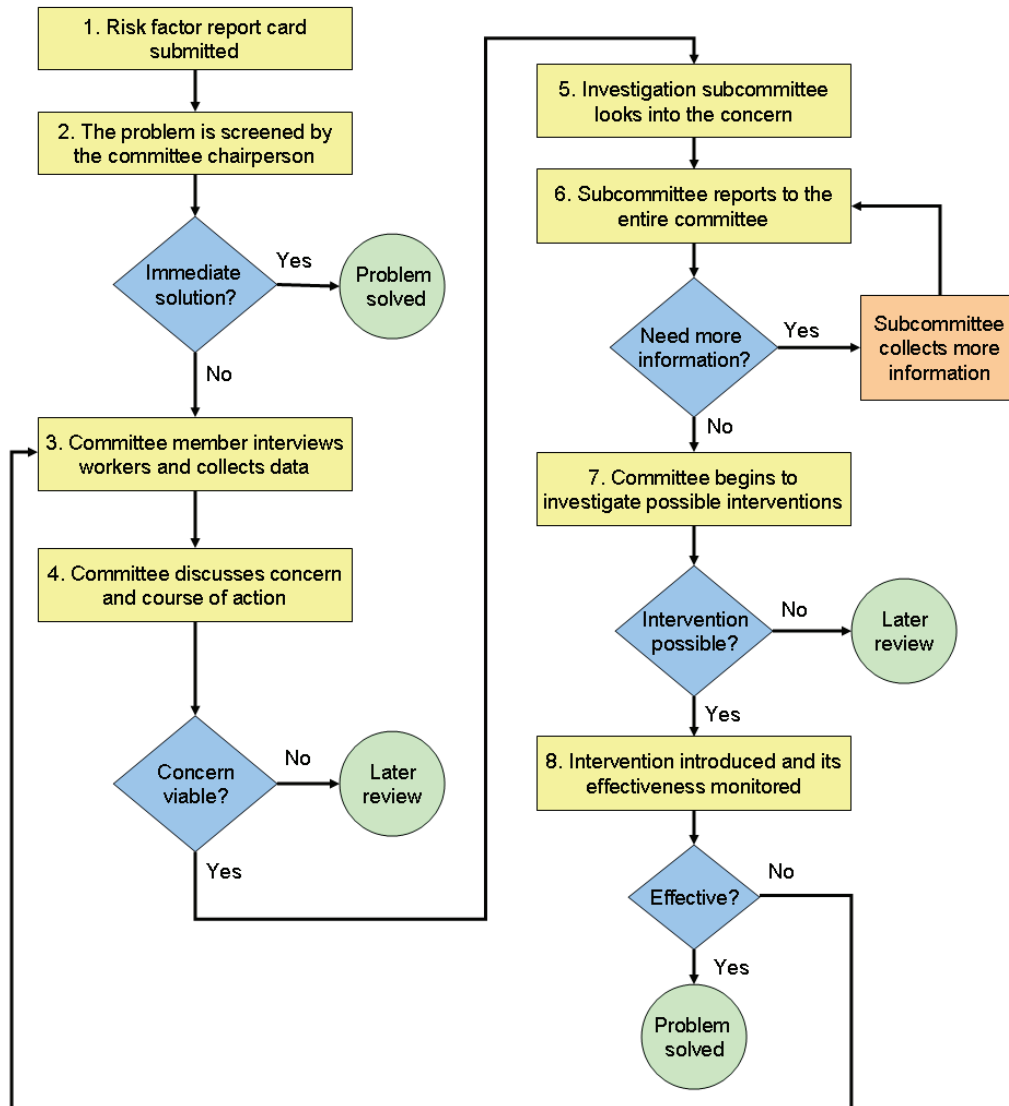 1. Risk factor report card
submitted
2. The problem is screened by
the committee chairperson
Immediate
solution?
Yes
Problem
solved
No
3. Committee member interviews
workers and collects data
4. Committee discusses concern
and course of action
Concern
viable?
No
Later
review
Yes
5. Investigation subcommittee
looks into the concern
6. Subcommittee reports to the
entire committee
Need more
information?
Yes
Subcommittee
collects more
information
No
7. Committee begins to
investigate possible interventions
Intervention
possible?
No
Later
review
Yes
8. Intervention introduced and its
effectiveness monitored
Effective?
No
Yes
Problem
solved